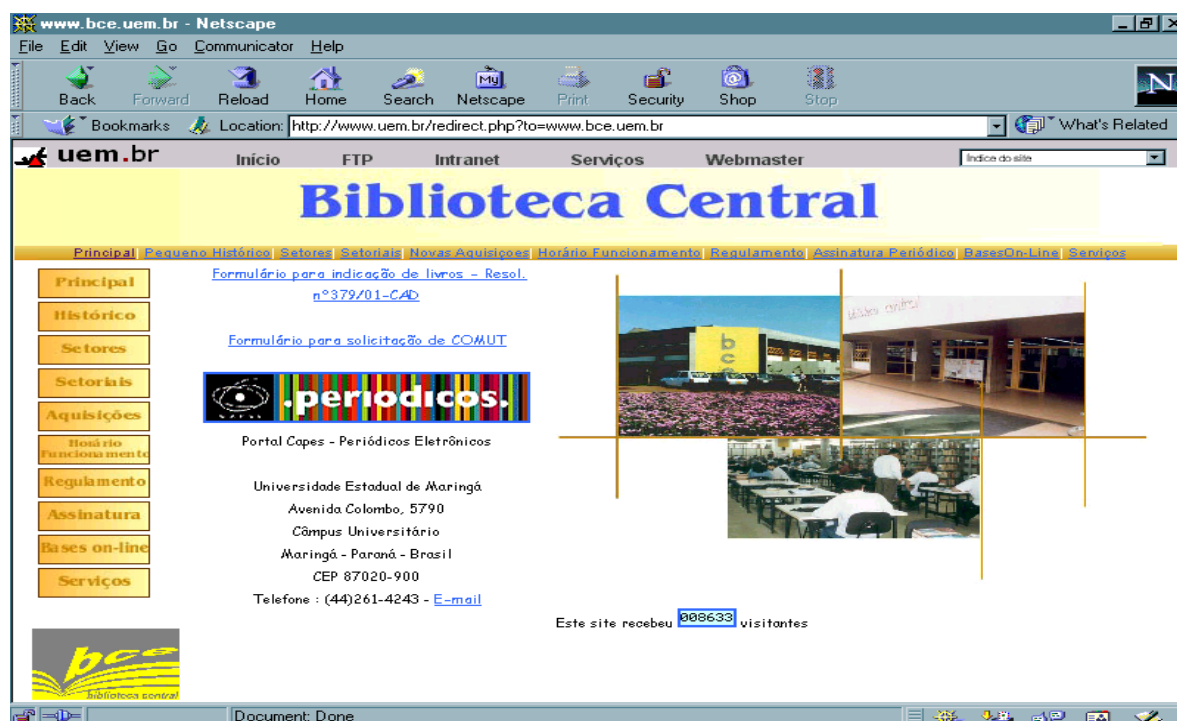 www.bce.uem.br - Netscape
File Edit View Go Communicator Help
My
N
Back Forward Reload Home Search Netscape Print Security Shop Stop
Bookmarks Location: http://www.uem.br/redirect.php?to=www.bce.uem.br What's Related
uem.br Início FTP Intranet Serviços Webmaster Índice do site
Biblioteca Central
Principal| Pequeno Histórico| Setores| Setoriais| Novas Aquisiçoes| Horário Funcionamento| Regulamento| Assinatura Periódico| BasesOn-Line| Serviços
Principal
Histórico
Setores
Setoriais
Aquisições
Horário
Funcionamento
Regulamento
Assinatura
Bases on-line
Serviços
Formulário para indicação de livros - Resol.
nº379/01-CAD
Formulário para solicitação de COMUT
.periodicos.
Portal Capes - Periódicos Eletrônicos
Universidade Estadual de Maringá
Avenida Colombo, 5790
Câmpus Universitário
Maringá - Paraná - Brasil
CEP 87020-900
Telefone : (44)261-4243 - E-mail
biblioteca central
b
c
e
Este site recebeu 008633 visitantes
bce
biblioteca central
Document: Done